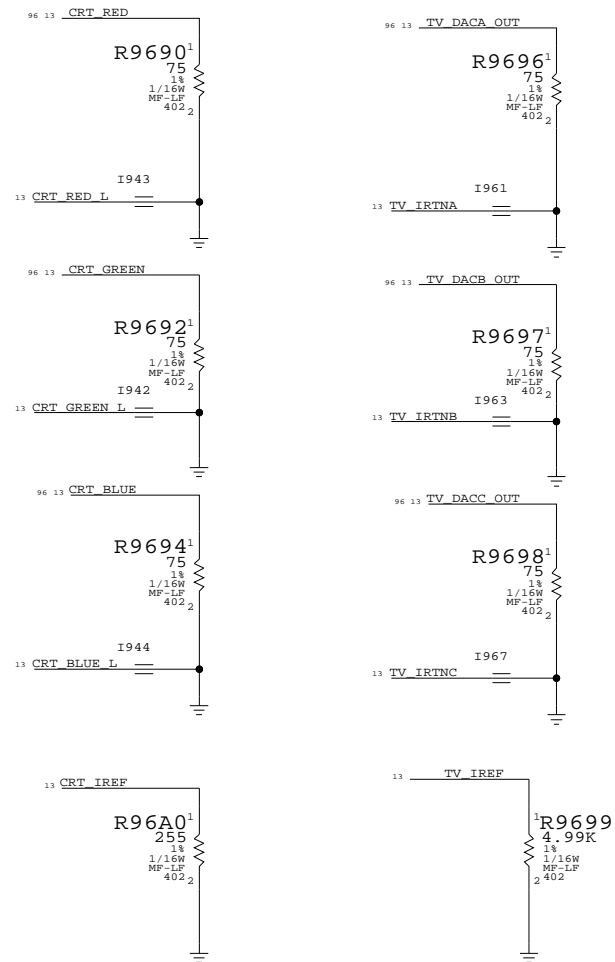 96 13 CRT_RED
R9690 1
75
1%
1/16W
MF-LF
402 2
I943
13 CRT_RED_L
96 13 CRT_GREEN
R9692 1
75
1%
1/16W
MF-LF
402 2
I942
13 CRT_GREEN_L
96 13 CRT_BLUE
R9694 1
75
1%
1/16W
MF-LF
402 2
I944
13 CRT_BLUE_L
13 CRT_IREF
R96A0 1
255
1%
1/16W
MF-LF
402 2
96 13 TV_DACA_OUT
R9696 1
75
1%
1/16W
MF-LF
402 2
I961
13 TV_IRTNA
96 13 TV_DACB_OUT
R9697 1
75
1%
1/16W
MF-LF
402 2
I963
13 TV_IRTNB
96 13 TV_DACC_OUT
R9698 1
75
1%
1/16W
MF-LF
402 2
I967
13 TV_IRTNC
13 TV_IREF
1 R9699
4.99K
1%
1/16W
MF-LF
2 402